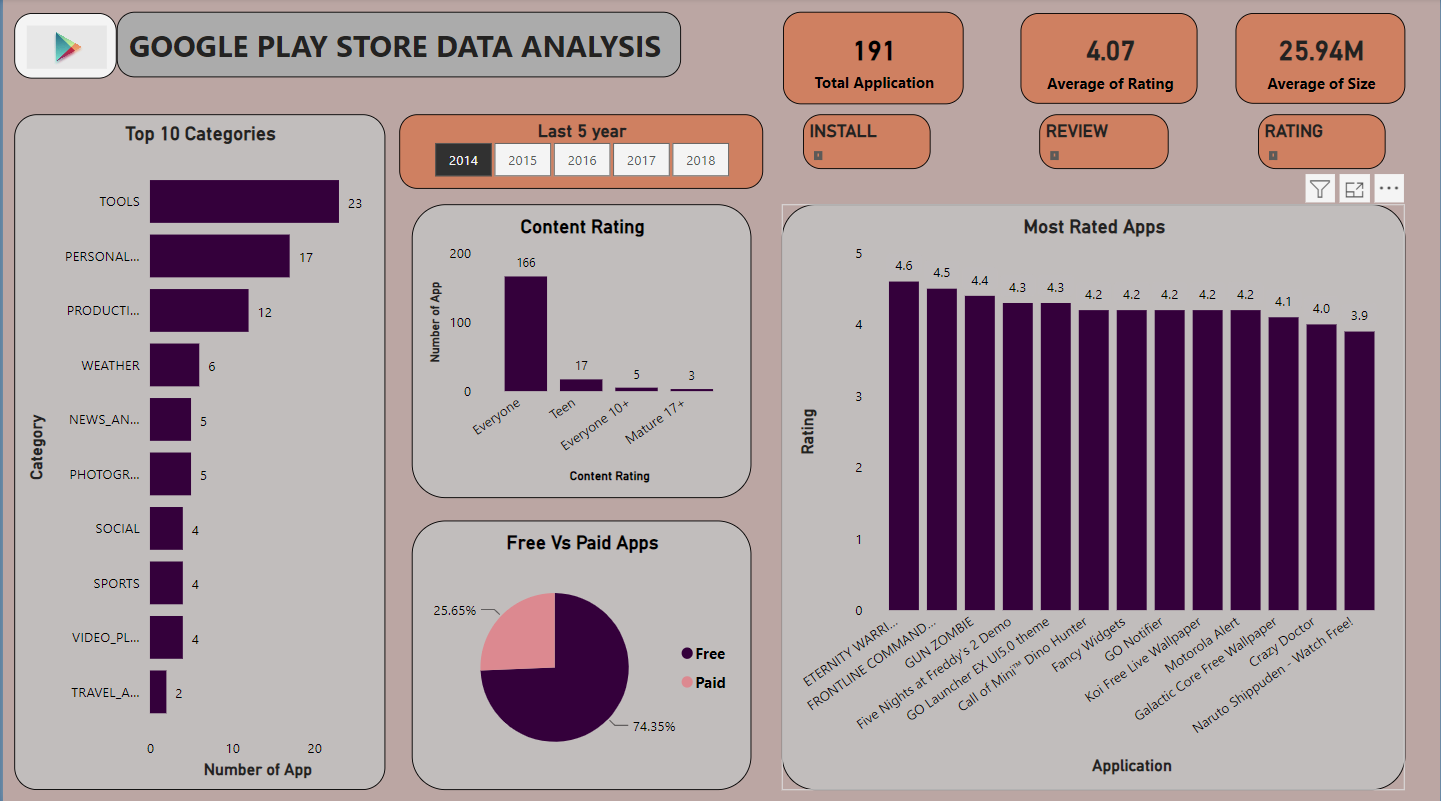 GOOGLE PLAY STORE DATA ANALYSIS
191
Total Application
4.07
Average of Rating
25.94M
Average of Size
INSTALL
REVIEW
RATING
Last 5 year
2014
2015
2016
2017
2018
Top 10 Categories
Category
TOOLS
23
PERSONAL...
17
PRODUCTI...
12
WEATHER
6
NEWS_AN...
5
PHOTOGR...
5
SOCIAL
4
SPORTS
4
VIDEO_PL...
4
TRAVEL_A...
2
0
10
20
Number of App
Content Rating
Number of App
200
100
0
166
17
5
3
Everyone
Teen
Everyone 10+
Mature 17+
Content Rating
Free Vs Paid Apps
25.65%
74.35%
Free
Paid
Most Rated Apps
Rating
5
4
3
2
1
0
4.6
4.5
4.4
4.3
4.3
4.2
4.2
4.2
4.2
4.2
4.1
4.0
3.9
ETERNITY WARRI...
FRONTLINE COMMAND...
GUN ZOMBIE
Five Nights at Freddy's 2 Demo
GO Launcher EX UI5.0 theme
Call of Mini™ Dino Hunter
Fancy Widgets
GO Notifier
Koi Free Live Wallpaper
Motorola Alert
Galactic Core Free Wallpaper
Crazy Doctor
Naruto Shippuden - Watch Free!
Application